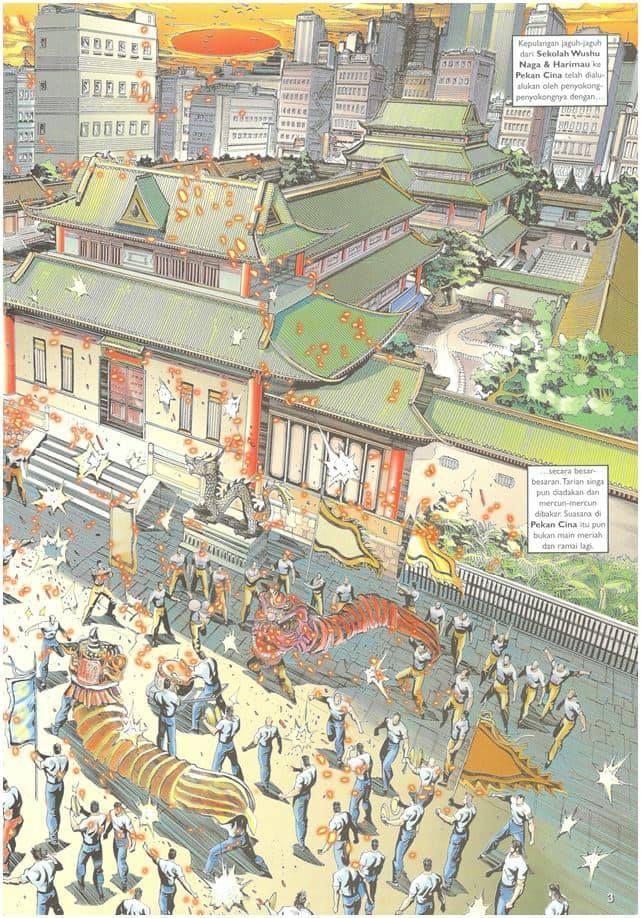 Kepulangan jaguh-jaguh
dari Sekolah Wushu
Naga & Harimau ke
Pekan Cina telah dialu-
alukan oleh penyokong-
penyokongnya dengan...
...secara besar-
besaran. Tarian singa
pun diadakan dan
mercun-mercun
dibakar. Suasana di
Pekan Cina itu pun
bukan main meriah
dan ramai lagi.
3